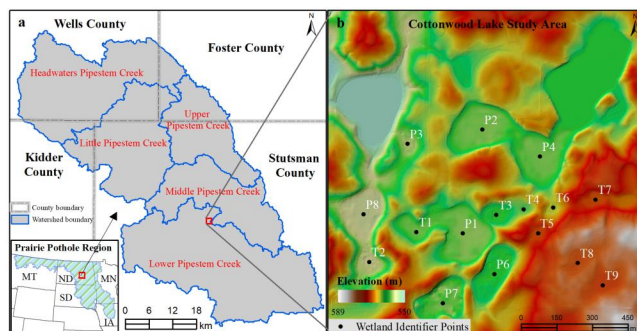 a
Wells County
N
Foster County
Headwaters Pipestem Creek
Upper
Pipestem Creek
Little Pipestem Creek
Kidder
County
Stutsman
County
Middle Pipestem Creek
County boundary
Watershed boundary
Lower Pipestem Creek
Prairie Pothole Region
MT
ND
MN
SD
IA
0 6 12 18
km
b
Cottonwood Lake Study Area
N
P2
P3
P4
T7
P8
T3
T4
T6
T1
P1
T5
T2
T8
P6
P7
Elevation (m)
589
550
Wetland Identifier Points
0 150 300 450
m